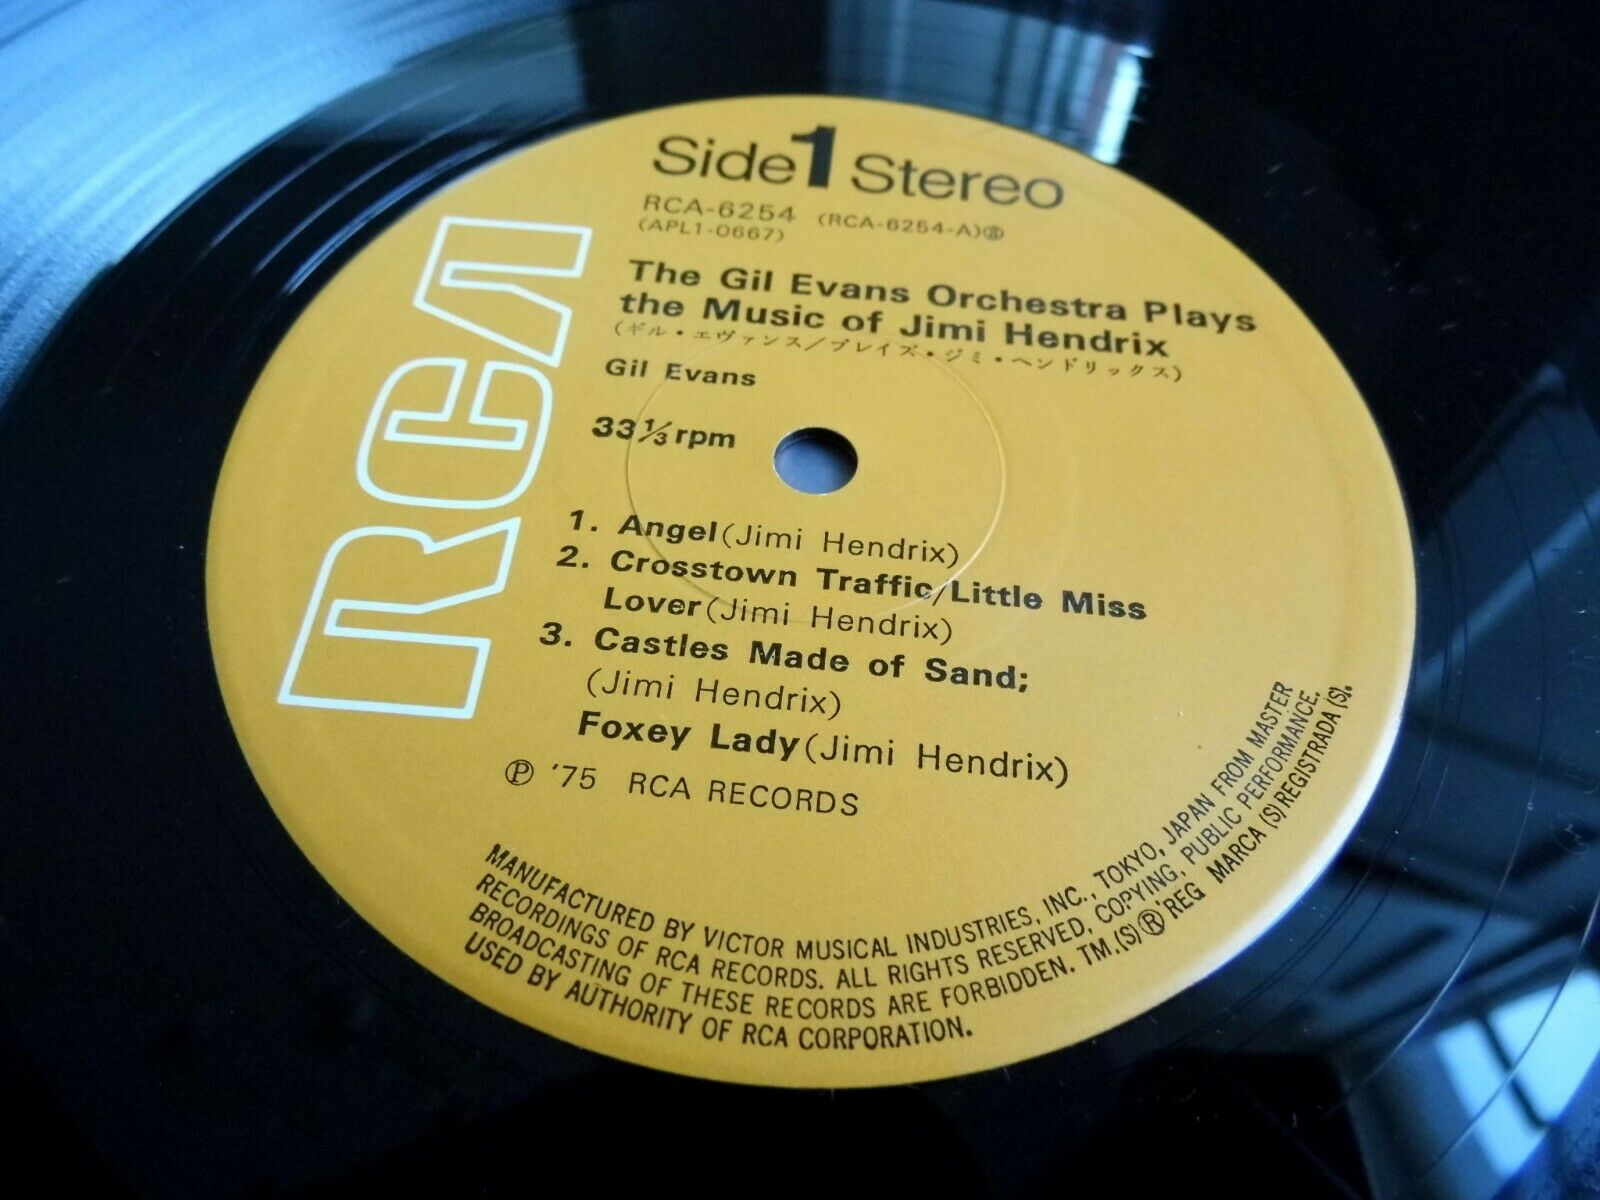 Side 1 Stereo
RCA-6254 (RCA-6254-A)Ⓡ
(APL1-0667)
The Gil Evans Orchestra Plays
the Music of Jimi Hendrix
(ギル・エヴァンス/プレイズ・ジミ・ヘンドリックス)
Gil Evans
33 1/3 rpm
RCA
1. Angel (Jimi Hendrix)
2. Crosstown Traffic/Little Miss
Lover (Jimi Hendrix)
3. Castles Made of Sand;
(Jimi Hendrix)
Foxey Lady (Jimi Hendrix)
Ⓟ '75 RCA RECORDS
MANUFACTURED BY VICTOR MUSICAL INDUSTRIES, INC., TOKYO, JAPAN FROM MASTER
RECORDINGS OF RCA RECORDS. ALL RIGHTS RESERVED, COPYING, PUBLIC PERFORMANCE.
BROADCASTING OF THESE RECORDS ARE FORBIDDEN. TM.(S) ® REG MARCA (S) REGISTRADA (S).
USED BY AUTHORITY OF RCA CORPORATION.